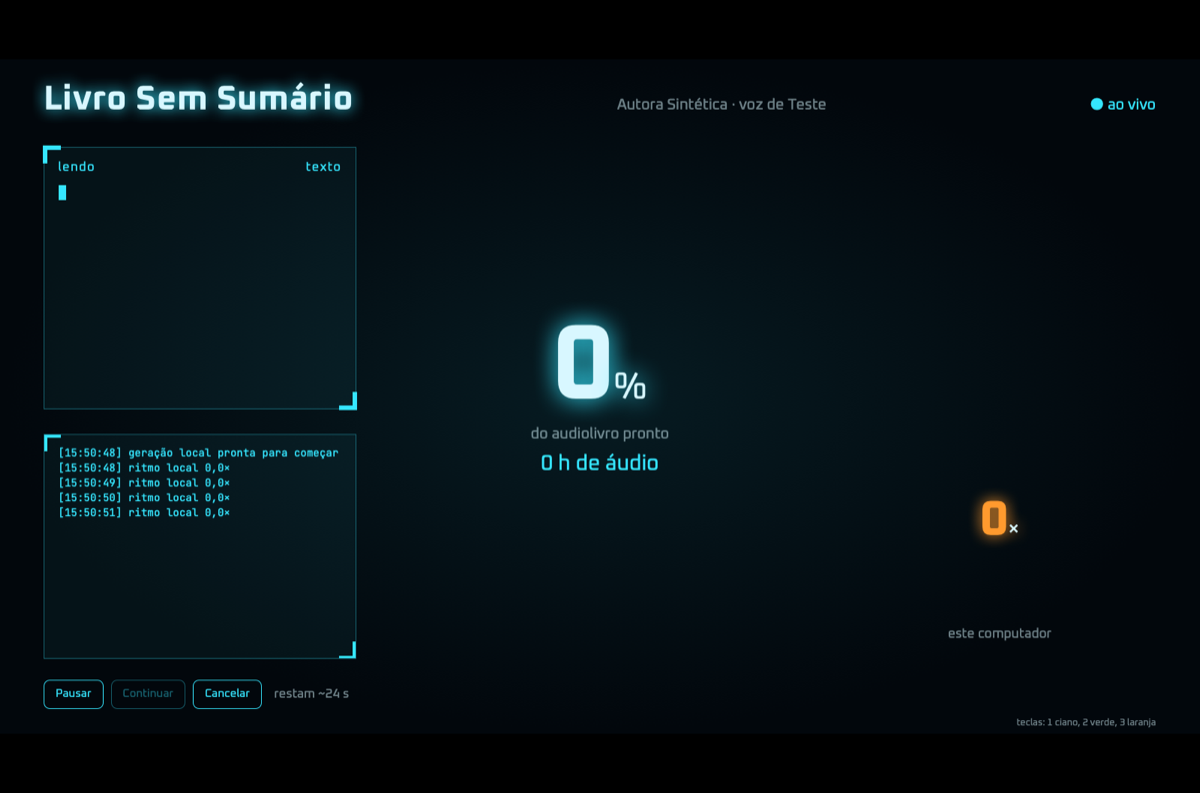 Livro Sem Sumário
Autora Sintética · voz de Teste
ao vivo
lendo
texto
0%
do audiolivro pronto
0 h de áudio
[15:50:48] geração local pronta para começar
[15:50:48] ritmo local 0,0×
[15:50:49] ritmo local 0,0×
[15:50:50] ritmo local 0,0×
[15:50:51] ritmo local 0,0×
0×
este computador
Pausar
Continuar
Cancelar
restam ~24 s
teclas: 1 ciano, 2 verde, 3 laranja